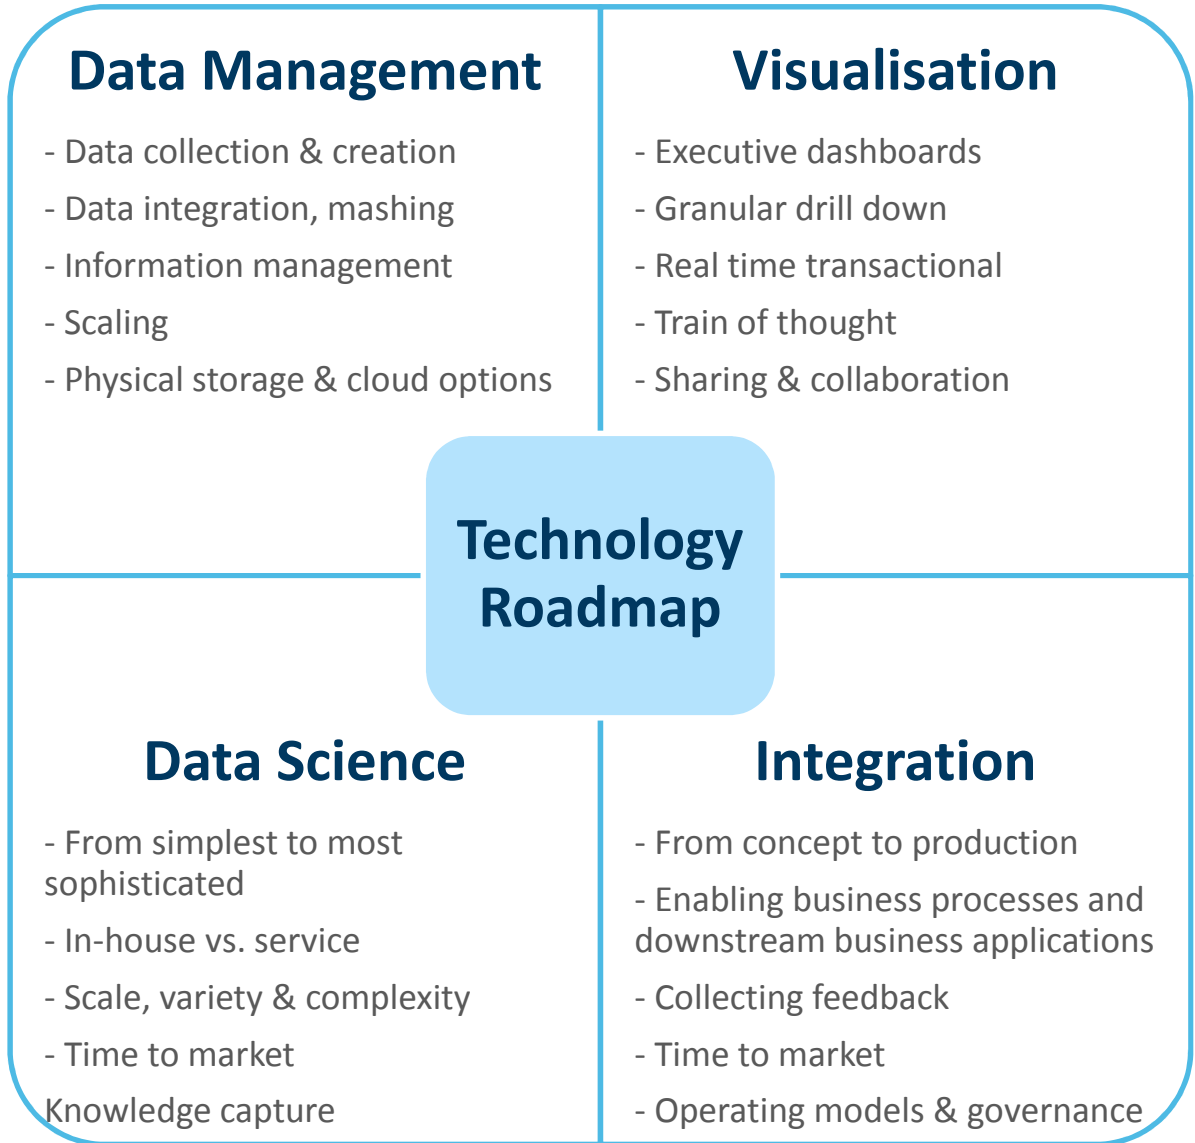 Data Management
- Data collection & creation
- Data integration, mashing
- Information management
- Scaling
- Physical storage & cloud options
Visualisation
- Executive dashboards
- Granular drill down
- Real time transactional
- Train of thought
- Sharing & collaboration
Technology
Roadmap
Data Science
- From simplest to most
sophisticated
- In-house vs. service
- Scale, variety & complexity
- Time to market
Knowledge capture
Integration
- From concept to production
- Enabling business processes and
downstream business applications
- Collecting feedback
- Time to market
- Operating models & governance